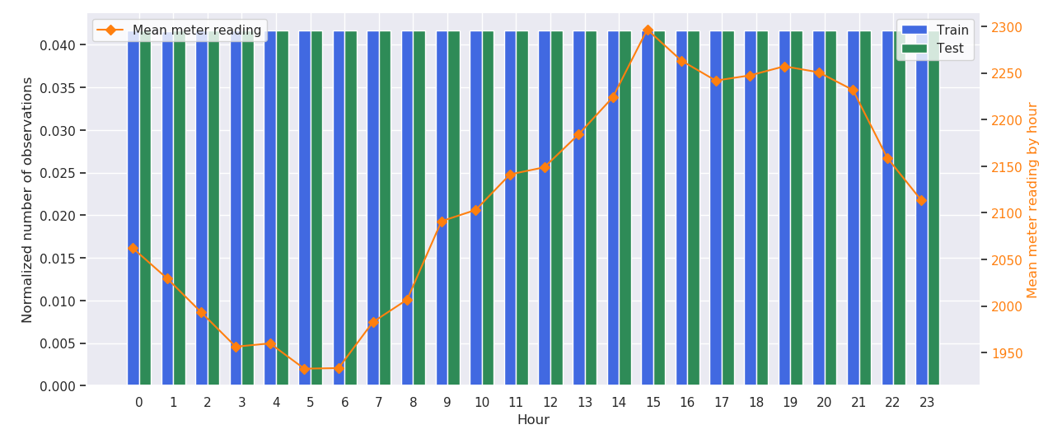 Mean meter reading
Train
Test
Normalized number of observations
0.040
0.035
0.030
0.025
0.020
0.015
0.010
0.005
0.000
2300
2250
2200
2150
2100
2050
2000
1950
Mean meter reading by hour
0 1 2 3 4 5 6 7 8 9 10 11 12 13 14 15 16 17 18 19 20 21 22 23
Hour